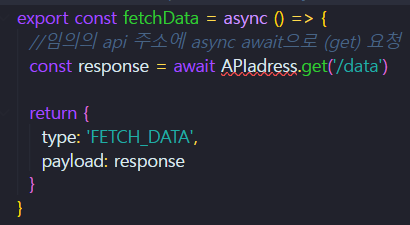 export const fetchData = async () => {
//임의의 api 주소에 async await으로 (get) 요청
const response = await APIadress.get('/data')
return {
type: 'FETCH_DATA',
payload: response
}
}